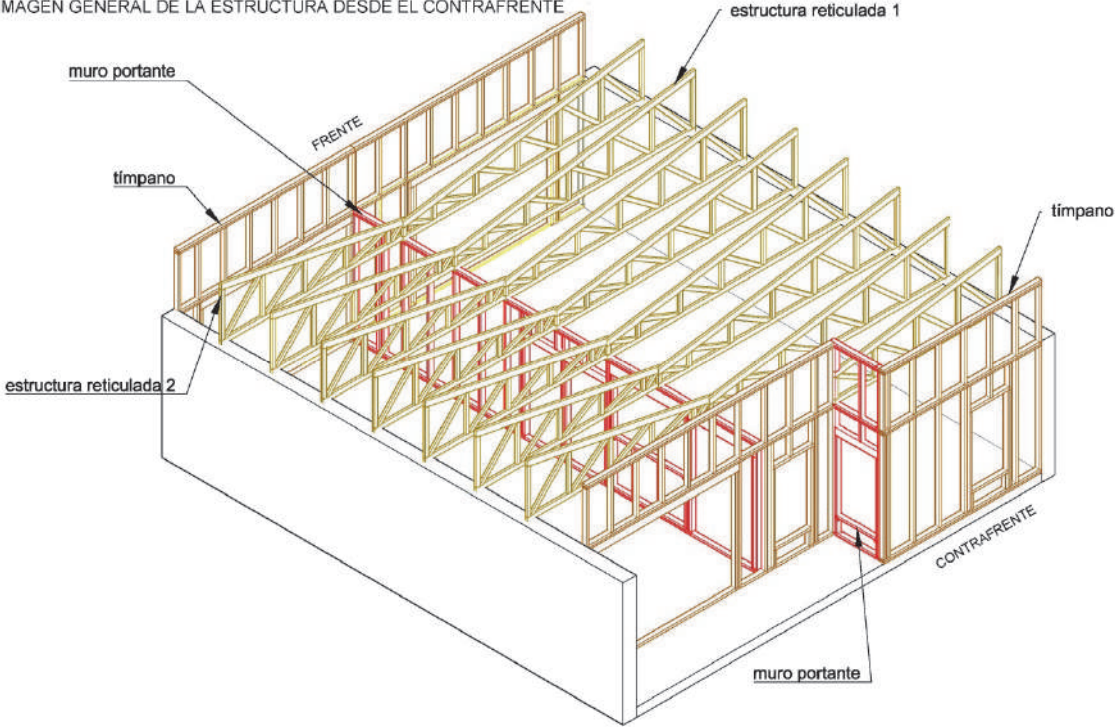 IMAGEN GENERAL DE LA ESTRUCTURA DESDE EL CONTRAFRENTE
estructura reticulada 1
muro portante
FRENTE
tímpano
tímpano
estructura reticulada 2
CONTRAFRENTE
muro portante